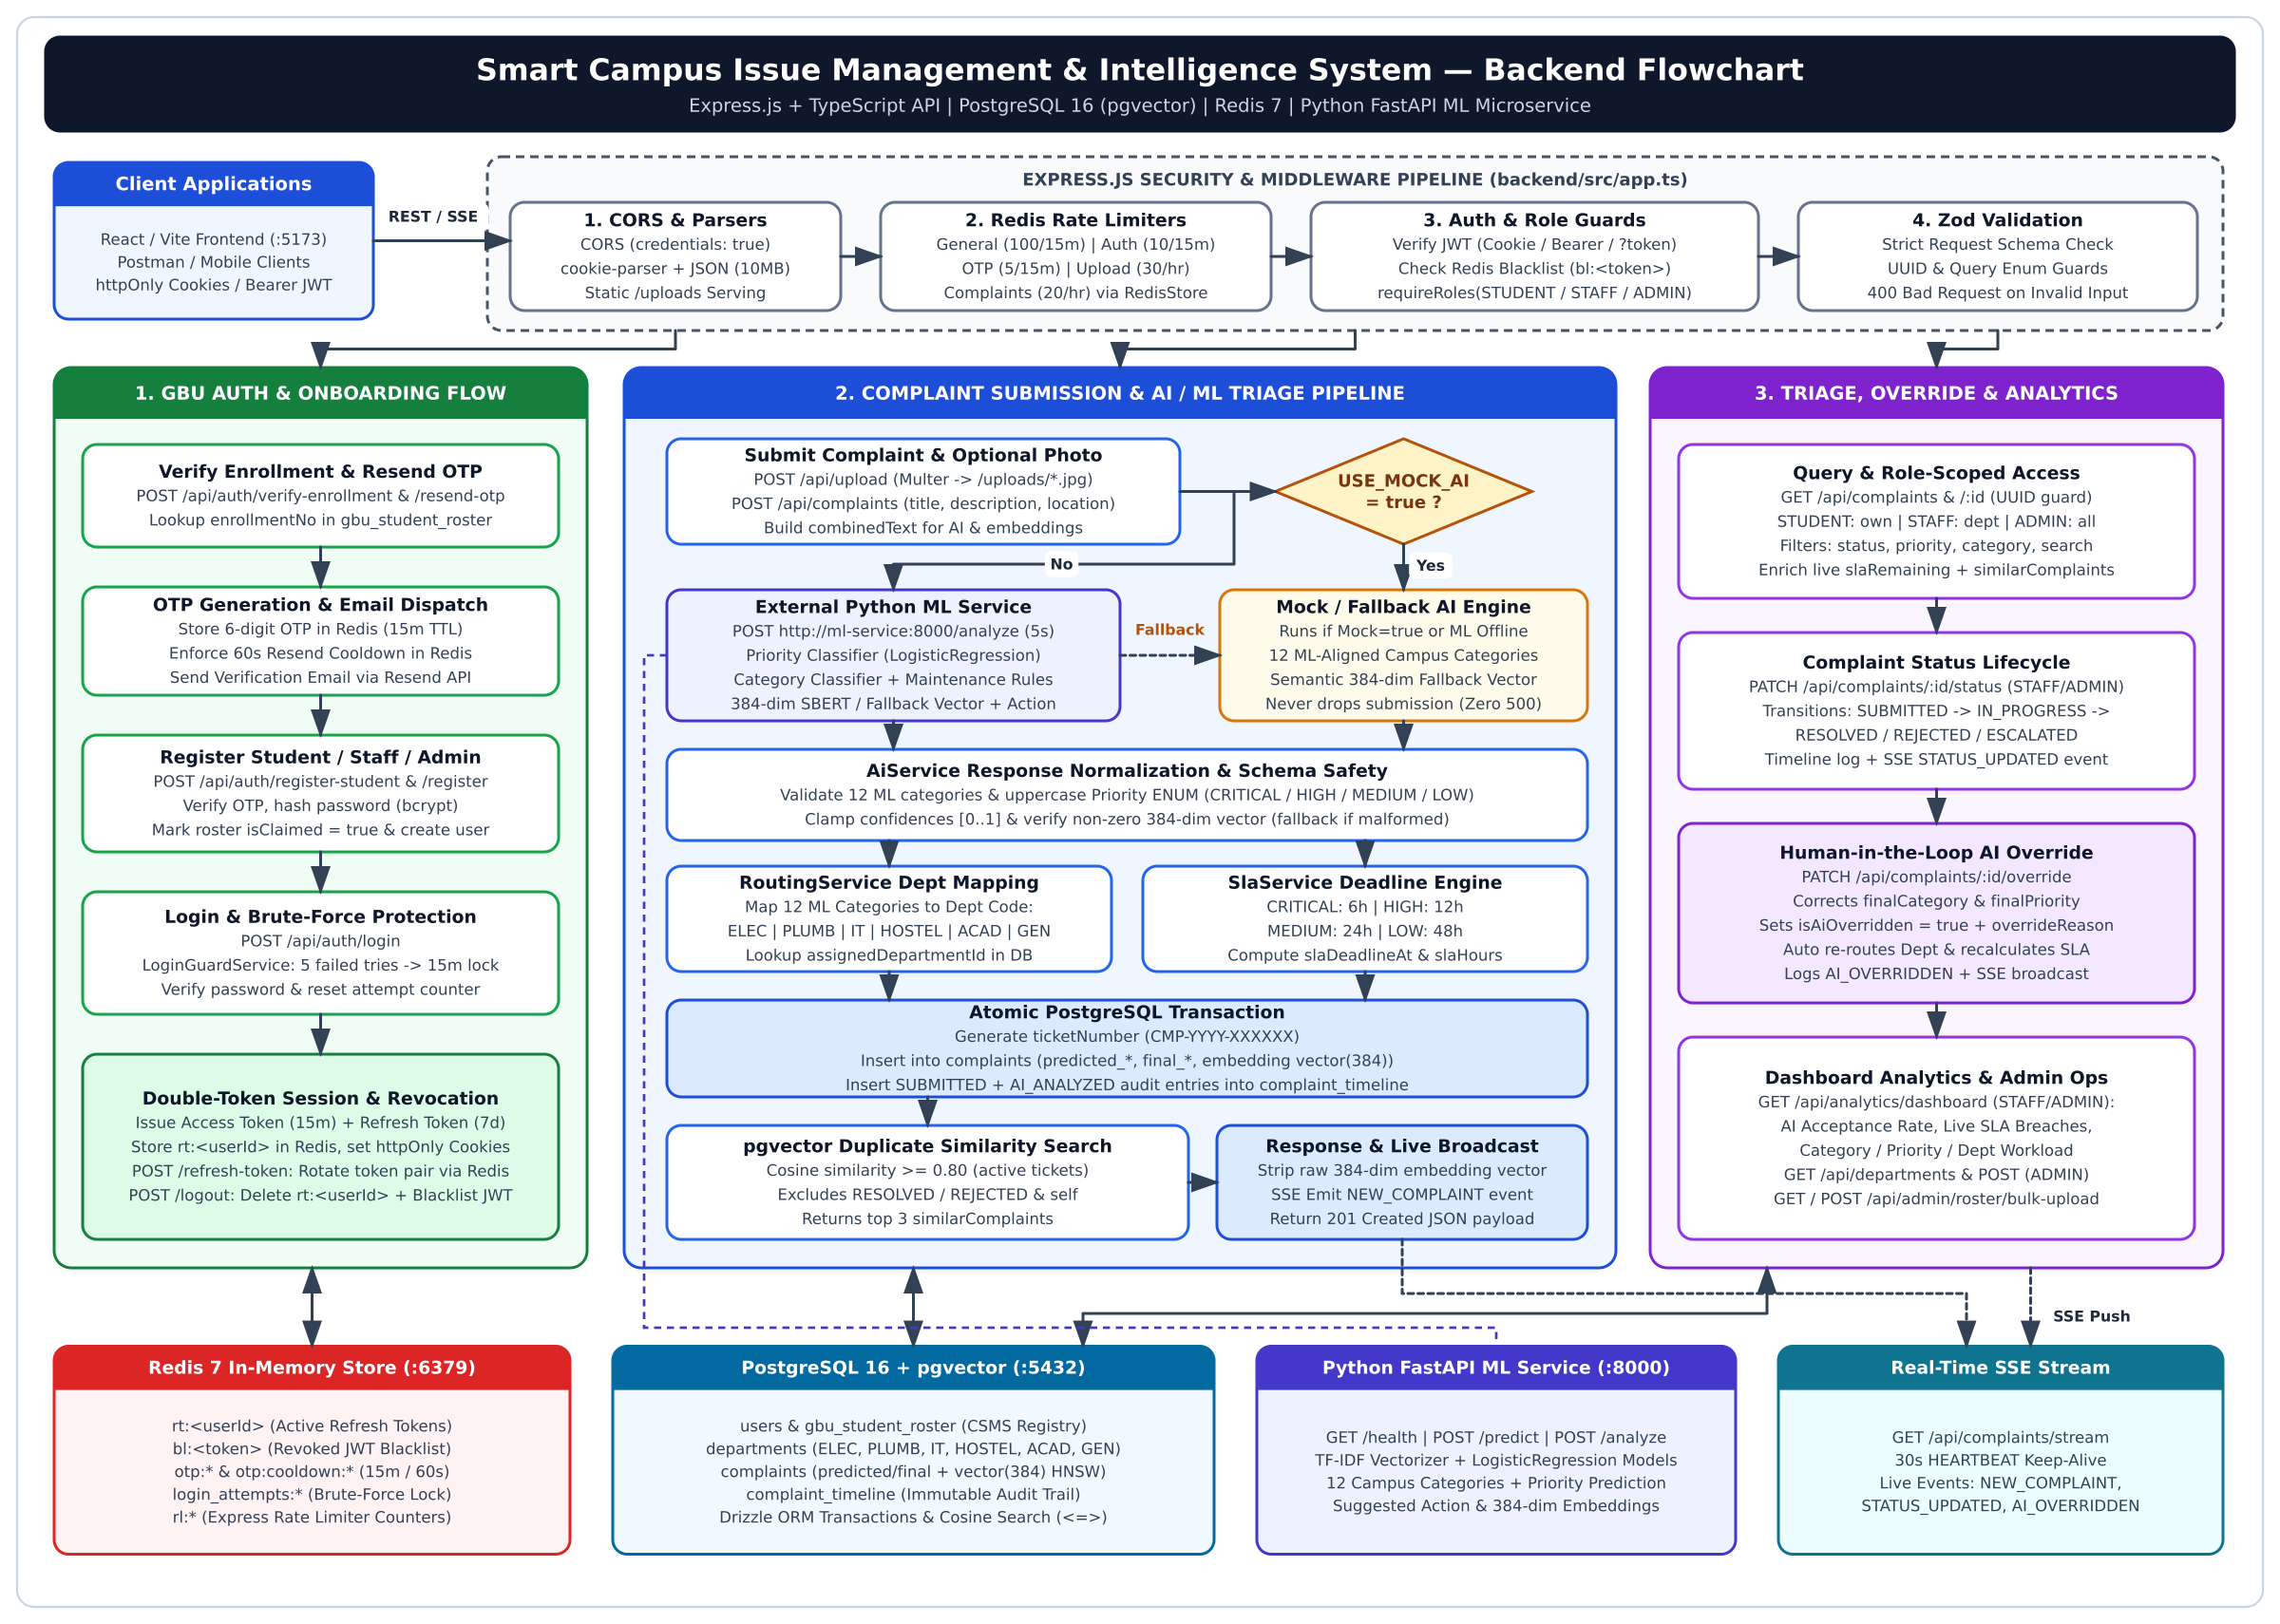 Smart Campus Issue Management & Intelligence System — Backend Flowchart
Express.js + TypeScript API | PostgreSQL 16 (pgvector) | Redis 7 | Python FastAPI ML Microservice
Client Applications
React / Vite Frontend (:5173)
Postman / Mobile Clients
httpOnly Cookies / Bearer JWT
REST / SSE
EXPRESS.JS SECURITY & MIDDLEWARE PIPELINE (backend/src/app.ts)
1. CORS & Parsers
CORS (credentials: true)
cookie-parser + JSON (10MB)
Static /uploads Serving
2. Redis Rate Limiters
General (100/15m) | Auth (10/15m)
OTP (5/15m) | Upload (30/hr)
Complaints (20/hr) via RedisStore
3. Auth & Role Guards
Verify JWT (Cookie / Bearer / ?token)
Check Redis Blacklist (bl:<token>)
requireRoles(STUDENT / STAFF / ADMIN)
4. Zod Validation
Strict Request Schema Check
UUID & Query Enum Guards
400 Bad Request on Invalid Input
1. GBU AUTH & ONBOARDING FLOW
Verify Enrollment & Resend OTP
POST /api/auth/verify-enrollment & /resend-otp
Lookup enrollmentNo in gbu_student_roster
OTP Generation & Email Dispatch
Store 6-digit OTP in Redis (15m TTL)
Enforce 60s Resend Cooldown in Redis
Send Verification Email via Resend API
Register Student / Staff / Admin
POST /api/auth/register-student & /register
Verify OTP, hash password (bcrypt)
Mark roster isClaimed = true & create user
Login & Brute-Force Protection
POST /api/auth/login
LoginGuardService: 5 failed tries -> 15m lock
Verify password & reset attempt counter
Double-Token Session & Revocation
Issue Access Token (15m) + Refresh Token (7d)
Store rt:<userId> in Redis, set httpOnly Cookies
POST /refresh-token: Rotate token pair via Redis
POST /logout: Delete rt:<userId> + Blacklist JWT
2. COMPLAINT SUBMISSION & AI / ML TRIAGE PIPELINE
Submit Complaint & Optional Photo
POST /api/upload (Multer -> /uploads/*.jpg)
POST /api/complaints (title, description, location)
Build combinedText for AI & embeddings
USE_MOCK_AI
= true ?
No
Yes
External Python ML Service
POST http://ml-service:8000/analyze (5s)
Priority Classifier (LogisticRegression)
Category Classifier + Maintenance Rules
384-dim SBERT / Fallback Vector + Action
Fallback
Mock / Fallback AI Engine
Runs if Mock=true or ML Offline
12 ML-Aligned Campus Categories
Semantic 384-dim Fallback Vector
Never drops submission (Zero 500)
AiService Response Normalization & Schema Safety
Validate 12 ML categories & uppercase Priority ENUM (CRITICAL / HIGH / MEDIUM / LOW)
Clamp confidences [0..1] & verify non-zero 384-dim vector (fallback if malformed)
RoutingService Dept Mapping
Map 12 ML Categories to Dept Code:
ELEC | PLUMB | IT | HOSTEL | ACAD | GEN
Lookup assignedDepartmentId in DB
SlaService Deadline Engine
CRITICAL: 6h | HIGH: 12h
MEDIUM: 24h | LOW: 48h
Compute slaDeadlineAt & slaHours
Atomic PostgreSQL Transaction
Generate ticketNumber (CMP-YYYY-XXXXXX)
Insert into complaints (predicted_*, final_*, embedding vector(384))
Insert SUBMITTED + AI_ANALYZED audit entries into complaint_timeline
pgvector Duplicate Similarity Search
Cosine similarity >= 0.80 (active tickets)
Excludes RESOLVED / REJECTED & self
Returns top 3 similarComplaints
Response & Live Broadcast
Strip raw 384-dim embedding vector
SSE Emit NEW_COMPLAINT event
Return 201 Created JSON payload
3. TRIAGE, OVERRIDE & ANALYTICS
Query & Role-Scoped Access
GET /api/complaints & /:id (UUID guard)
STUDENT: own | STAFF: dept | ADMIN: all
Filters: status, priority, category, search
Enrich live slaRemaining + similarComplaints
Complaint Status Lifecycle
PATCH /api/complaints/:id/status (STAFF/ADMIN)
Transitions: SUBMITTED -> IN_PROGRESS ->
RESOLVED / REJECTED / ESCALATED
Timeline log + SSE STATUS_UPDATED event
Human-in-the-Loop AI Override
PATCH /api/complaints/:id/override
Corrects finalCategory & finalPriority
Sets isAiOverridden = true + overrideReason
Auto re-routes Dept & recalculates SLA
Logs AI_OVERRIDDEN + SSE broadcast
Dashboard Analytics & Admin Ops
GET /api/analytics/dashboard (STAFF/ADMIN):
AI Acceptance Rate, Live SLA Breaches,
Category / Priority / Dept Workload
GET /api/departments & POST (ADMIN)
GET / POST /api/admin/roster/bulk-upload
SSE Push
Redis 7 In-Memory Store (:6379)
rt:<userId> (Active Refresh Tokens)
bl:<token> (Revoked JWT Blacklist)
otp:* & otp:cooldown:* (15m / 60s)
login_attempts:* (Brute-Force Lock)
rl:* (Express Rate Limiter Counters)
PostgreSQL 16 + pgvector (:5432)
users & gbu_student_roster (CSMS Registry)
departments (ELEC, PLUMB, IT, HOSTEL, ACAD, GEN)
complaints (predicted/final + vector(384) HNSW)
complaint_timeline (Immutable Audit Trail)
Drizzle ORM Transactions & Cosine Search (<=>)
Python FastAPI ML Service (:8000)
GET /health | POST /predict | POST /analyze
TF-IDF Vectorizer + LogisticRegression Models
12 Campus Categories + Priority Prediction
Suggested Action & 384-dim Embeddings
Real-Time SSE Stream
GET /api/complaints/stream
30s HEARTBEAT Keep-Alive
Live Events: NEW_COMPLAINT,
STATUS_UPDATED, AI_OVERRIDDEN